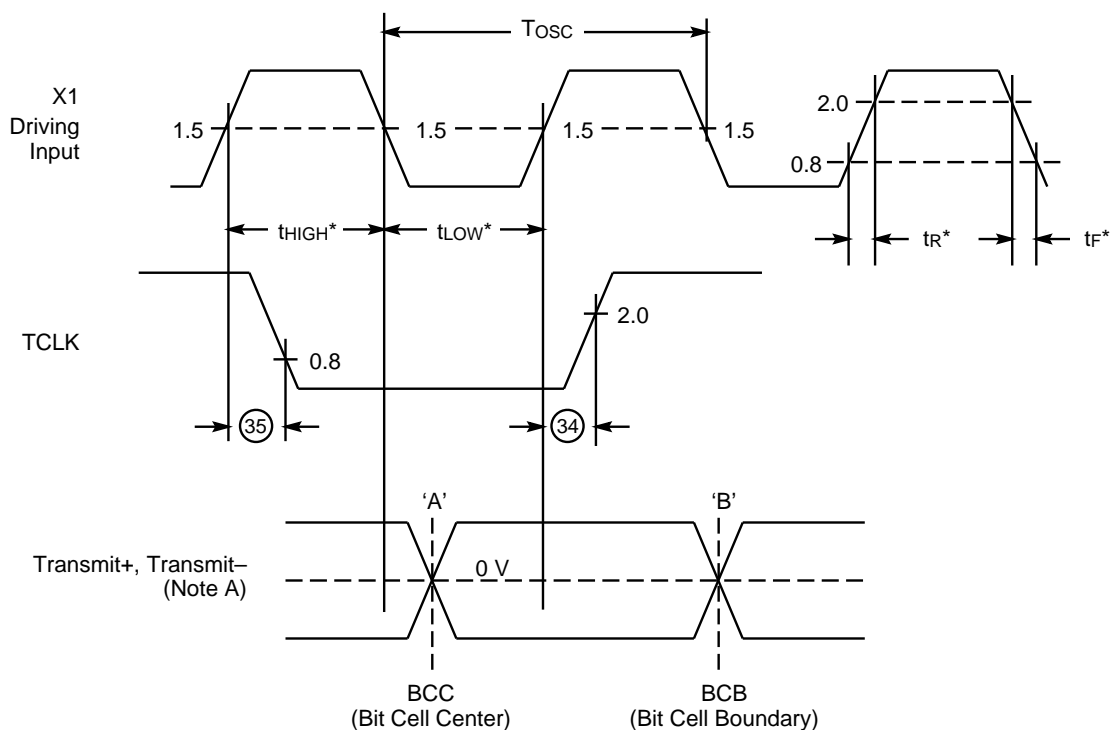 TOSC
X1
Driving
Input
1.5
1.5
1.5
1.5
2.0
0.8
tHIGH*
tLOW*
tR*
tF*
TCLK
0.8
2.0
35
34
‘A’
‘B’
Transmit+, Transmit–
(Note A)
0 V
BCC
(Bit Cell Center)
BCB
(Bit Cell Boundary)